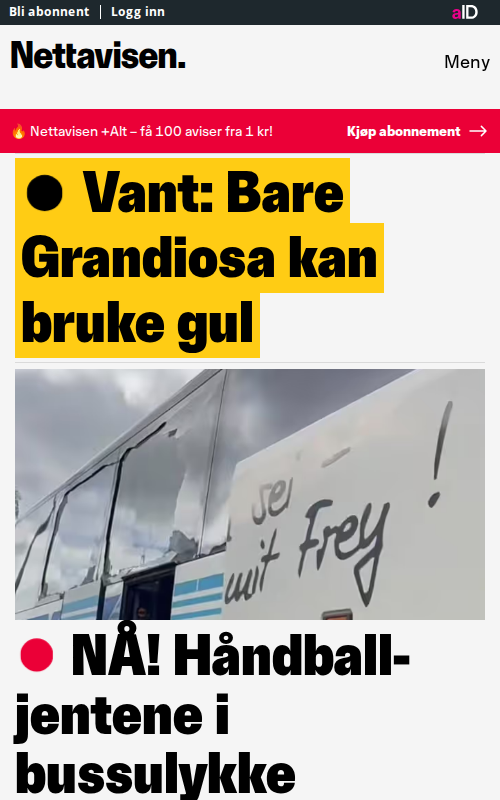 Bli abonnent | Logg inn
aID
Nettavisen.
Meny
Nettavisen +Alt – få 100 aviser fra 1 kr!
Kjøp abonnement
Vant: Bare
Grandiosa kan
bruke gul
sei
mit Frey !
NÅ! Håndball-
jentene i
bussulykke